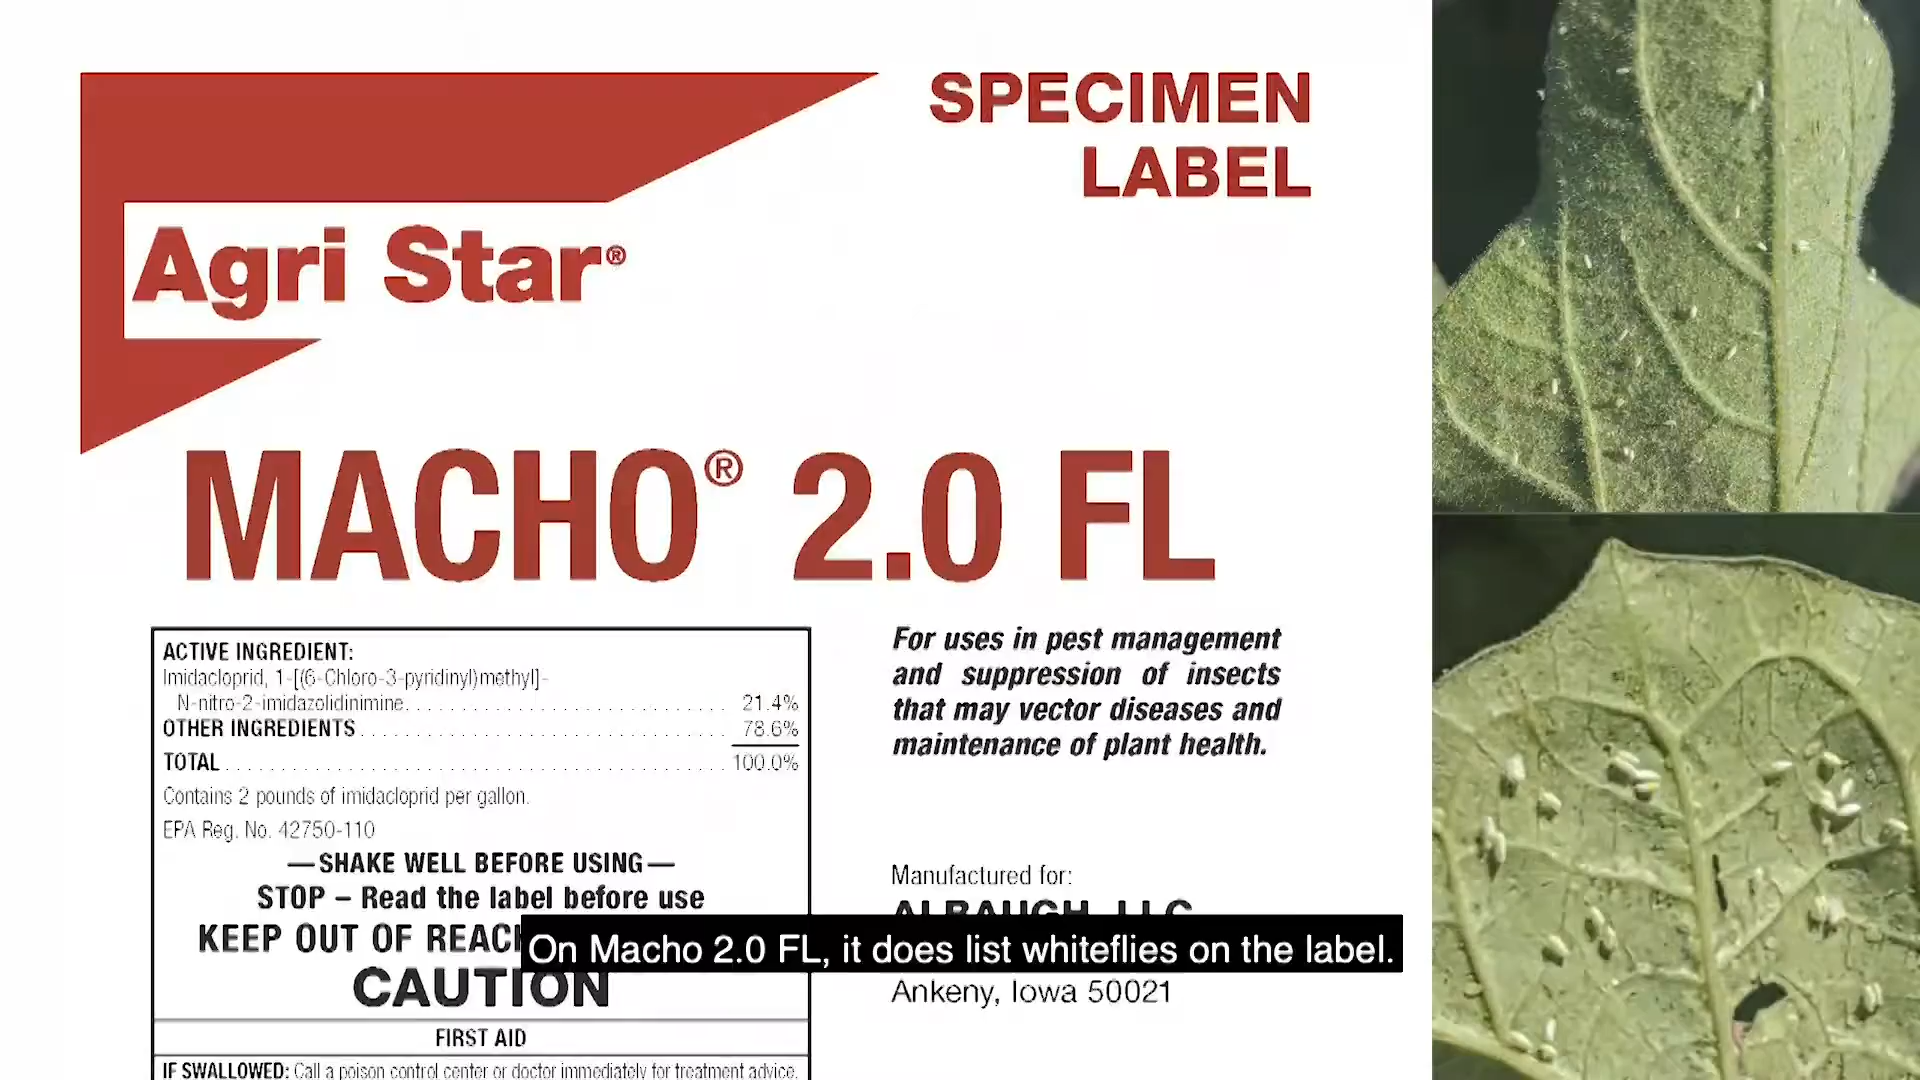 SPECIMEN
LABEL
Agri Star®
MACHO® 2.0 FL
ACTIVE INGREDIENT:
Imidacloprid, 1-[(6-Chloro-3-pyridinyl)methyl]-
N-nitro-2-imidazolidinimine. . . . . . . . . . . . . . . . . . . . . . . . . . . . 21.4%
OTHER INGREDIENTS . . . . . . . . . . . . . . . . . . . . . . . . . . . . . . . 78.6%
TOTAL . . . . . . . . . . . . . . . . . . . . . . . . . . . . . . . . . . . . . . . . . . . 100.0%
Contains 2 pounds of imidacloprid per gallon.
EPA Reg. No. 42750-110
—SHAKE WELL BEFORE USING—
STOP – Read the label before use
KEEP OUT OF REAC
CAUTION
FIRST AID
IF SWALLOWED: Call a poison control center or doctor immediately for treatment advice.
For uses in pest management
and suppression of insects
that may vector diseases and
maintenance of plant health.
Manufactured for:
ALBAUGH, LLC
Ankeny, Iowa 50021
On Macho 2.0 FL, it does list whiteflies on the label.